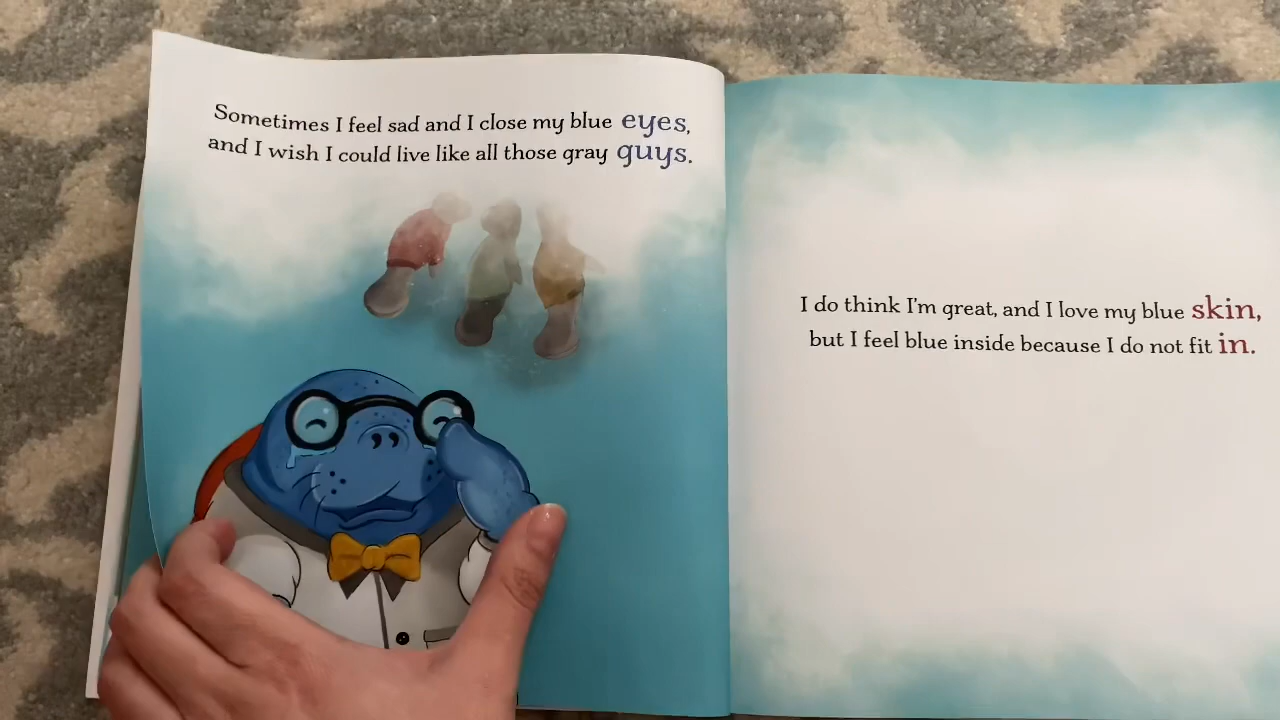 Sometimes I feel sad and I close my blue eyes,
and I wish I could live like all those gray guys.
I do think I'm great, and I love my blue skin,
but I feel blue inside because I do not fit in.